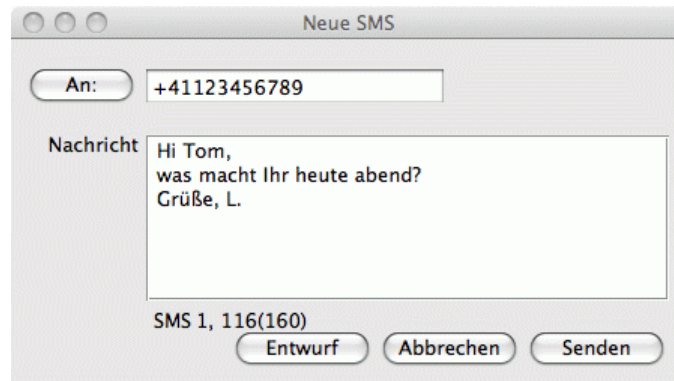 Neue SMS
An: +41123456789
Nachricht
Hi Tom,
was macht Ihr heute abend?
Grüße, L.
SMS 1, 116(160)
Entwurf Abbrechen Senden